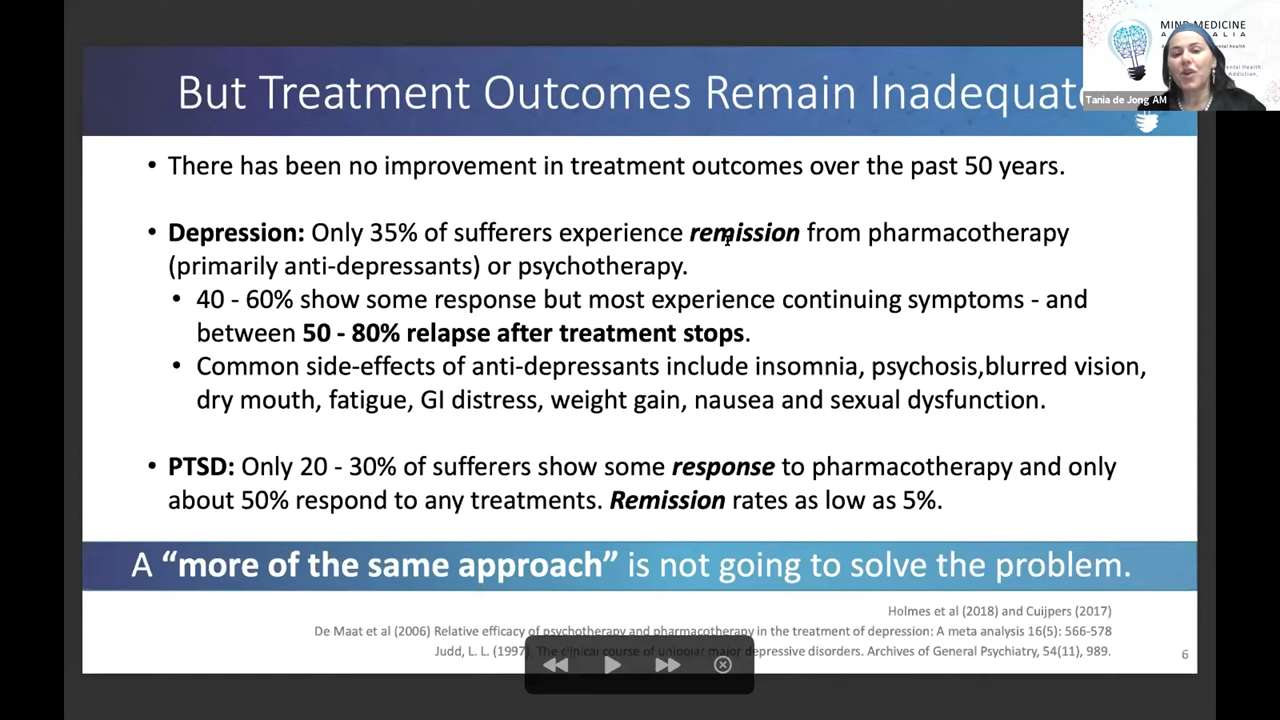 But Treatment Outcomes Remain Inadequat
MIND MEDICINE
A U S T R A L I A
Tania de Jong AM
• There has been no improvement in treatment outcomes over the past 50 years.
• Depression: Only 35% of sufferers experience remission from pharmacotherapy
(primarily anti-depressants) or psychotherapy.
• 40 - 60% show some response but most experience continuing symptoms - and
between 50 - 80% relapse after treatment stops.
• Common side-effects of anti-depressants include insomnia, psychosis,blurred vision,
dry mouth, fatigue, GI distress, weight gain, nausea and sexual dysfunction.
• PTSD: Only 20 - 30% of sufferers show some response to pharmacotherapy and only
about 50% respond to any treatments. Remission rates as low as 5%.
A “more of the same approach” is not going to solve the problem.
Holmes et al (2018) and Cuijpers (2017)
De Maat et al (2006) Relative efficacy of psychotherapy and pharmacotherapy in the treatment of depression: A meta analysis 16(5): 566-578
Judd, L. L. (1997). The clinical course of unipolar major depressive disorders. Archives of General Psychiatry, 54(11), 989.
6